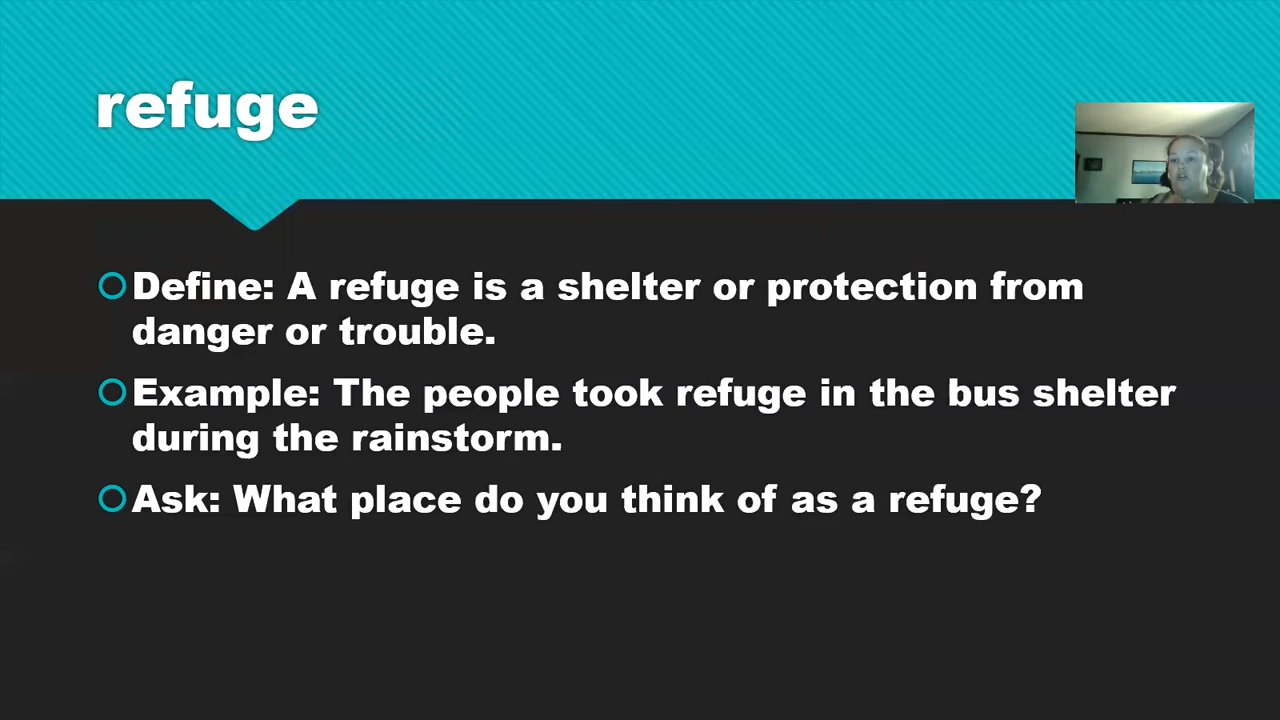 refuge
Define: A refuge is a shelter or protection from
danger or trouble.
Example: The people took refuge in the bus shelter
during the rainstorm.
Ask: What place do you think of as a refuge?